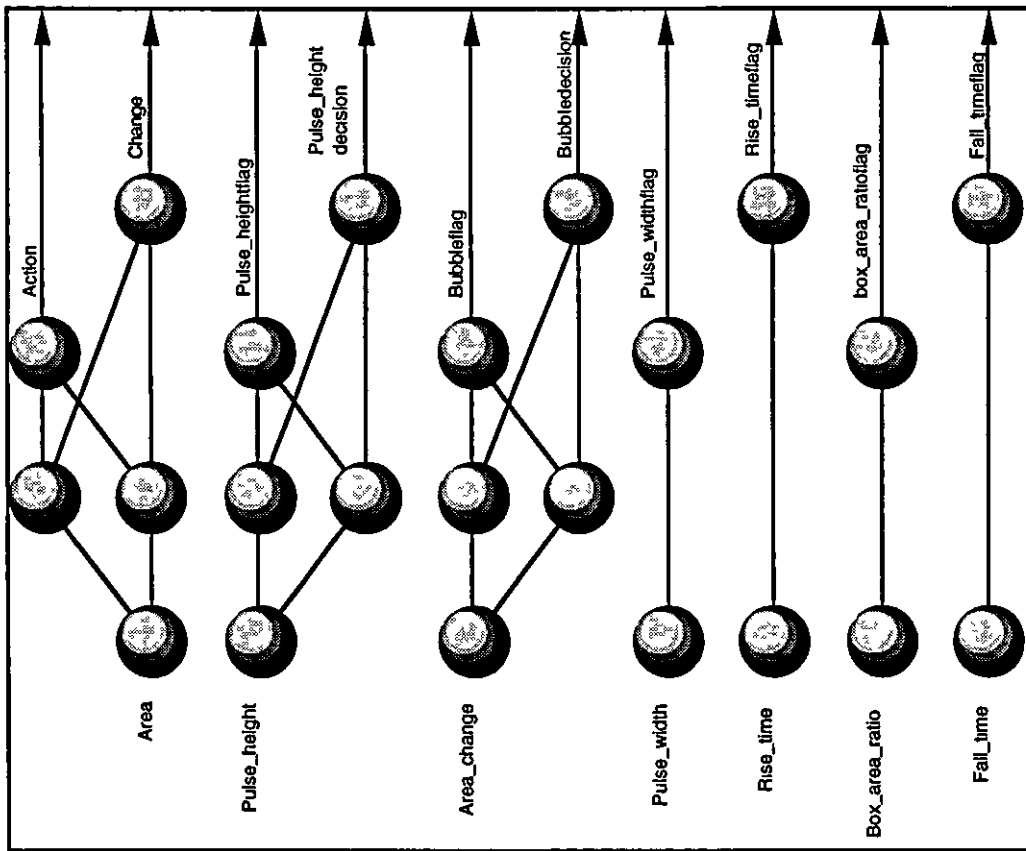 Action
Change
Area
Pulse_heightflag
Pulse_height
decision
Pulse_height
Bubbleflag
Bubbledecision
Area_change
Pulse_widthflag
Pulse_width
Rise_timeflag
Rise_time
box_area_ratioflag
Box_area_ratio
Fall_timeflag
Fall_time